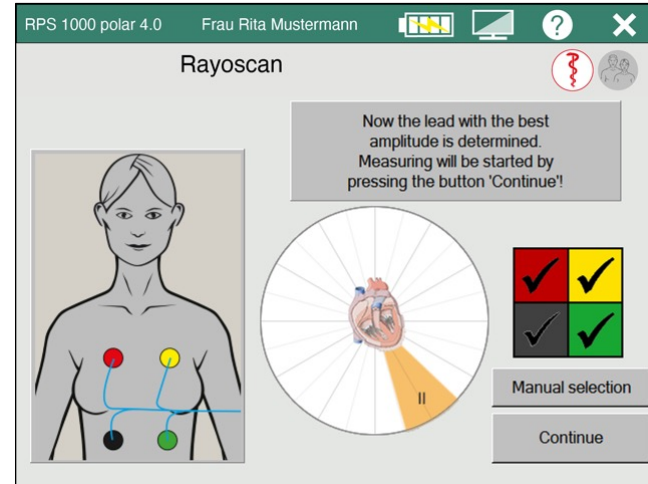 RPS 1000 polar 4.0 Frau Rita Mustermann ?
Rayoscan
Now the lead with the best
amplitude is determined.
Measuring will be started by
pressing the button 'Continue'!
II
Manual selection
Continue